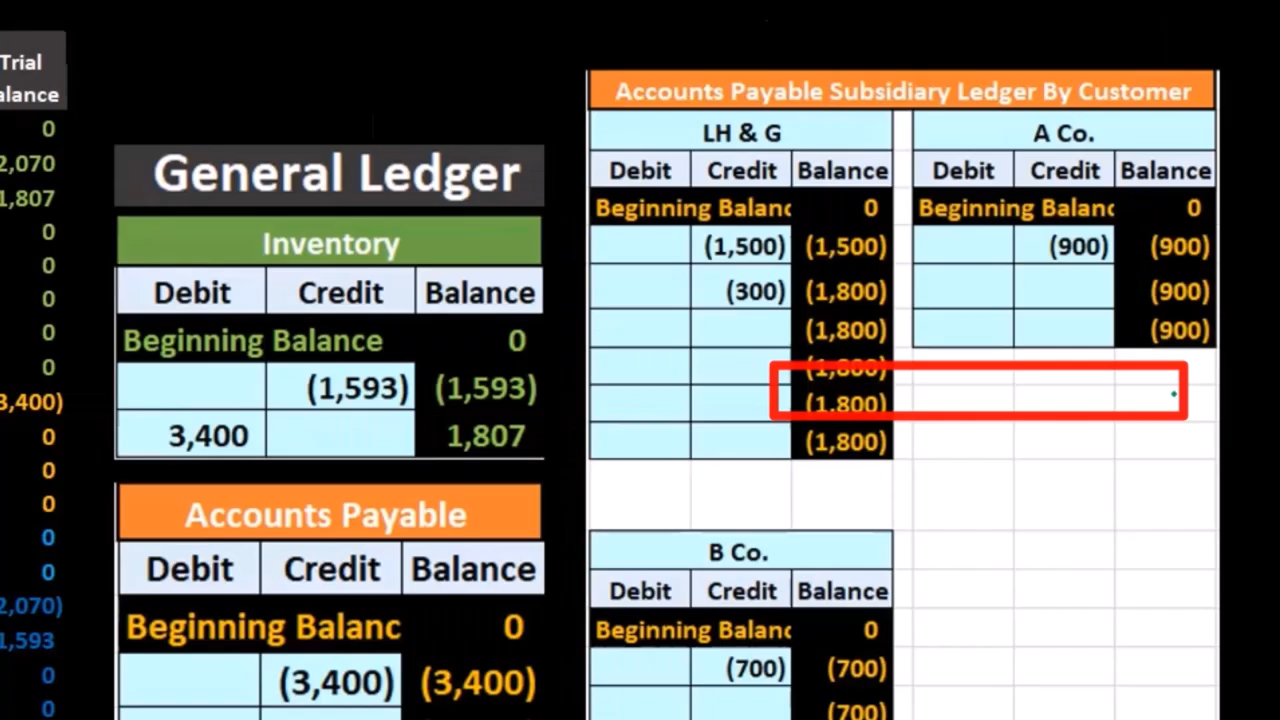 Trial
alance
0
2,070
1,807
0
0
0
0
0
3,400)
0
0
0
0
0
2,070)
1,593
0
0
General Ledger
Inventory
Debit Credit Balance
Beginning Balance 0
(1,593) (1,593)
3,400 1,807
Accounts Payable
Debit Credit Balance
Beginning Balanc 0
(3,400) (3,400)
Accounts Payable Subsidiary Ledger By Customer
LH & G
Debit Credit Balance
Beginning Balanc 0
(1,500) (1,500)
(300) (1,800)
(1,800)
(1,800)
(1,800)
(1,800)
A Co.
Debit Credit Balance
Beginning Balanc 0
(900) (900)
(900)
(900)
B Co.
Debit Credit Balance
Beginning Balanc 0
(700) (700)
(700)